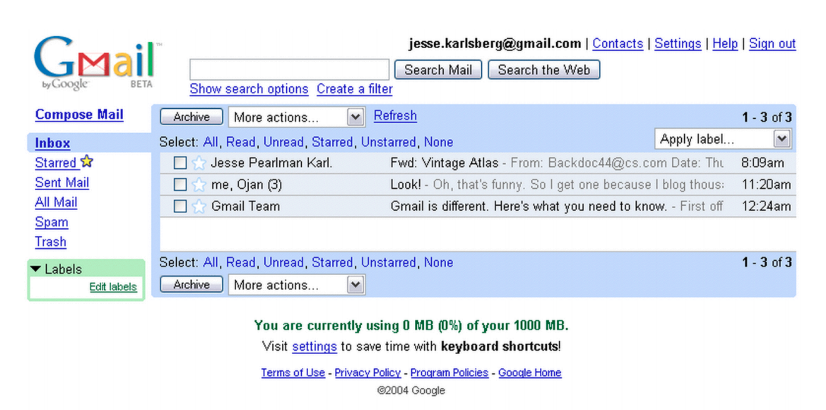 jesse.karlsberg@gmail.com | Contacts | Settings | Help | Sign out
Gmail™
by Google BETA
Search Mail Search the Web
Show search options Create a filter
Compose Mail
Inbox
Starred
Sent Mail
All Mail
Spam
Trash
Labels
Edit labels
Archive More actions... Refresh 1 - 3 of 3
Select: All, Read, Unread, Starred, Unstarred, None Apply label...
Jesse Pearlman Karl. Fwd: Vintage Atlas - From: Backdoc44@cs.com Date: Thu 8:09am
me, Ojan (3) Look! - Oh, that's funny. So I get one because I blog thous 11:20am
Gmail Team Gmail is different. Here's what you need to know. - First off 12:24am
Select: All, Read, Unread, Starred, Unstarred, None 1 - 3 of 3
Archive More actions...
You are currently using 0 MB (0%) of your 1000 MB.
Visit settings to save time with keyboard shortcuts!
Terms of Use - Privacy Policy - Program Policies - Google Home
©2004 Google